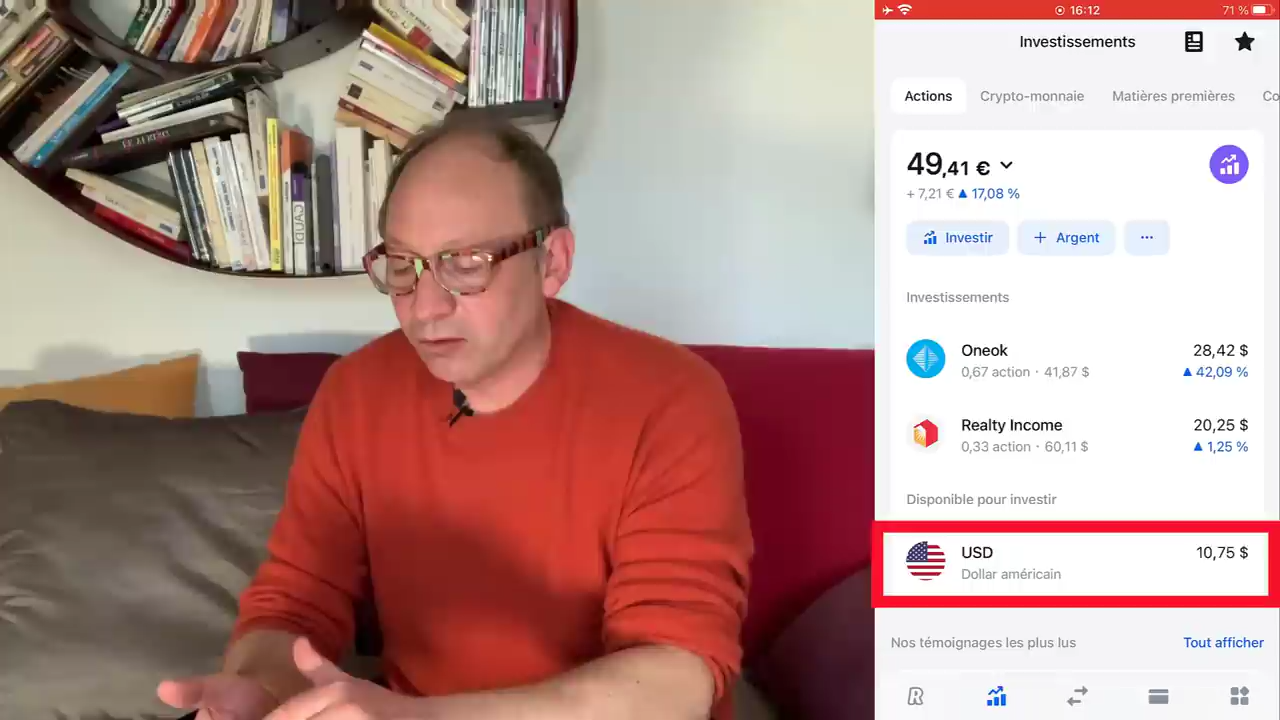 16:12
71 %
Investissements
Actions
Crypto-monnaie
Matières premières
Co
49,41 €
+ 7,21 € ▲ 17,08 %
Investir
+ Argent
...
Investissements
Oneok
28,42 $
0,67 action · 41,87 $
▲ 42,09 %
Realty Income
20,25 $
0,33 action · 60,11 $
▲ 1,25 %
Disponible pour investir
USD
10,75 $
Dollar américain
Nos témoignages les plus lus
Tout afficher
R
GAUDI